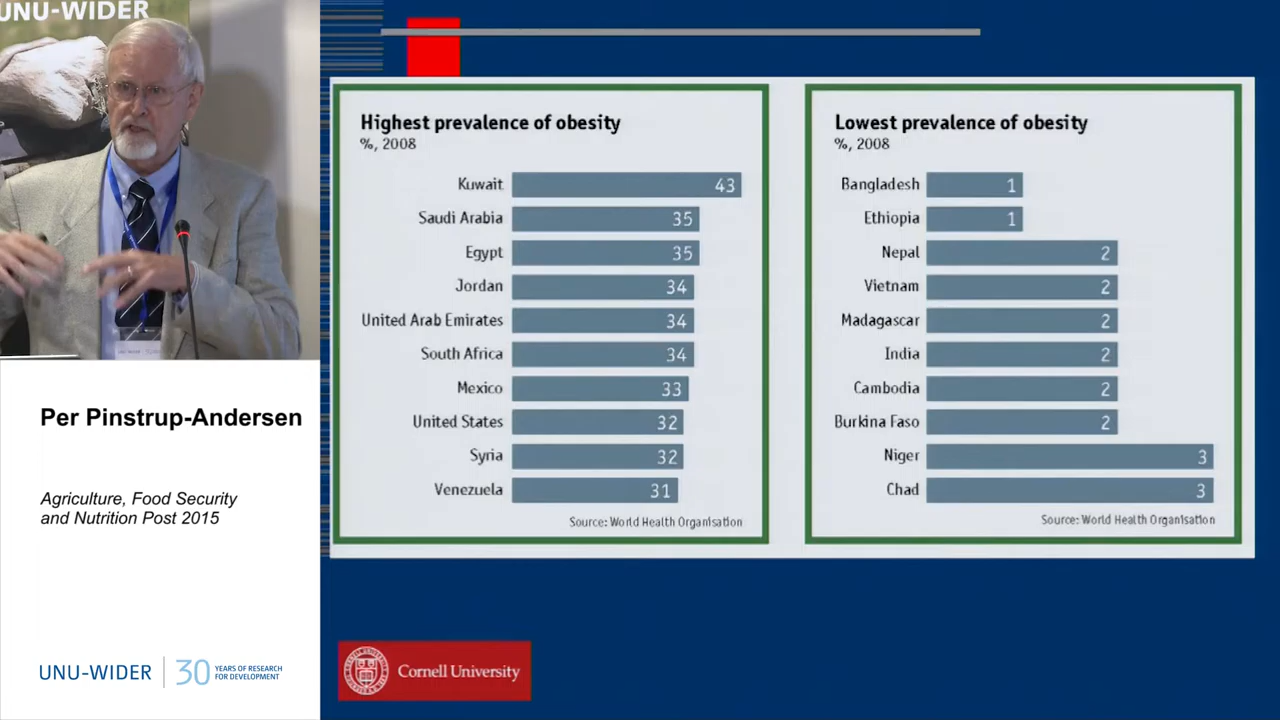 UNU-WIDER
Per Pinstrup-Andersen
Agriculture, Food Security
and Nutrition Post 2015
UNU-WIDER
30 YEARS OF RESEARCH
FOR DEVELOPMENT
Highest prevalence of obesity
%, 2008
Kuwait 43
Saudi Arabia 35
Egypt 35
Jordan 34
United Arab Emirates 34
South Africa 34
Mexico 33
United States 32
Syria 32
Venezuela 31
Source: World Health Organisation
Lowest prevalence of obesity
%, 2008
Bangladesh 1
Ethiopia 1
Nepal 2
Vietnam 2
Madagascar 2
India 2
Cambodia 2
Burkina Faso 2
Niger 3
Chad 3
Source: World Health Organisation
Cornell University